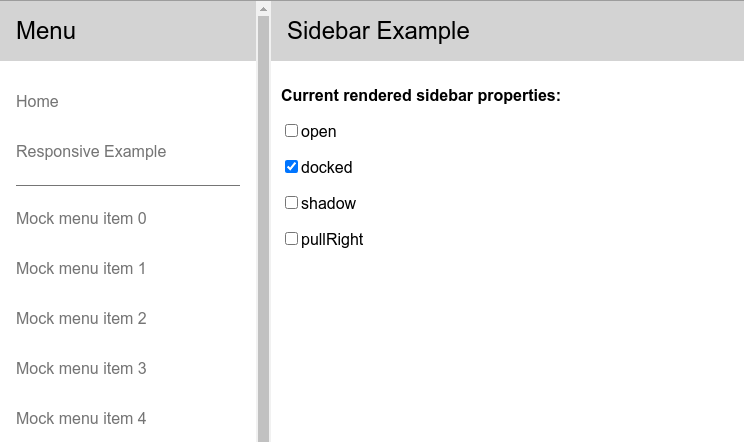 Menu
Home
Responsive Example
Mock menu item 0
Mock menu item 1
Mock menu item 2
Mock menu item 3
Mock menu item 4
Sidebar Example
Current rendered sidebar properties:
open
docked
shadow
pullRight